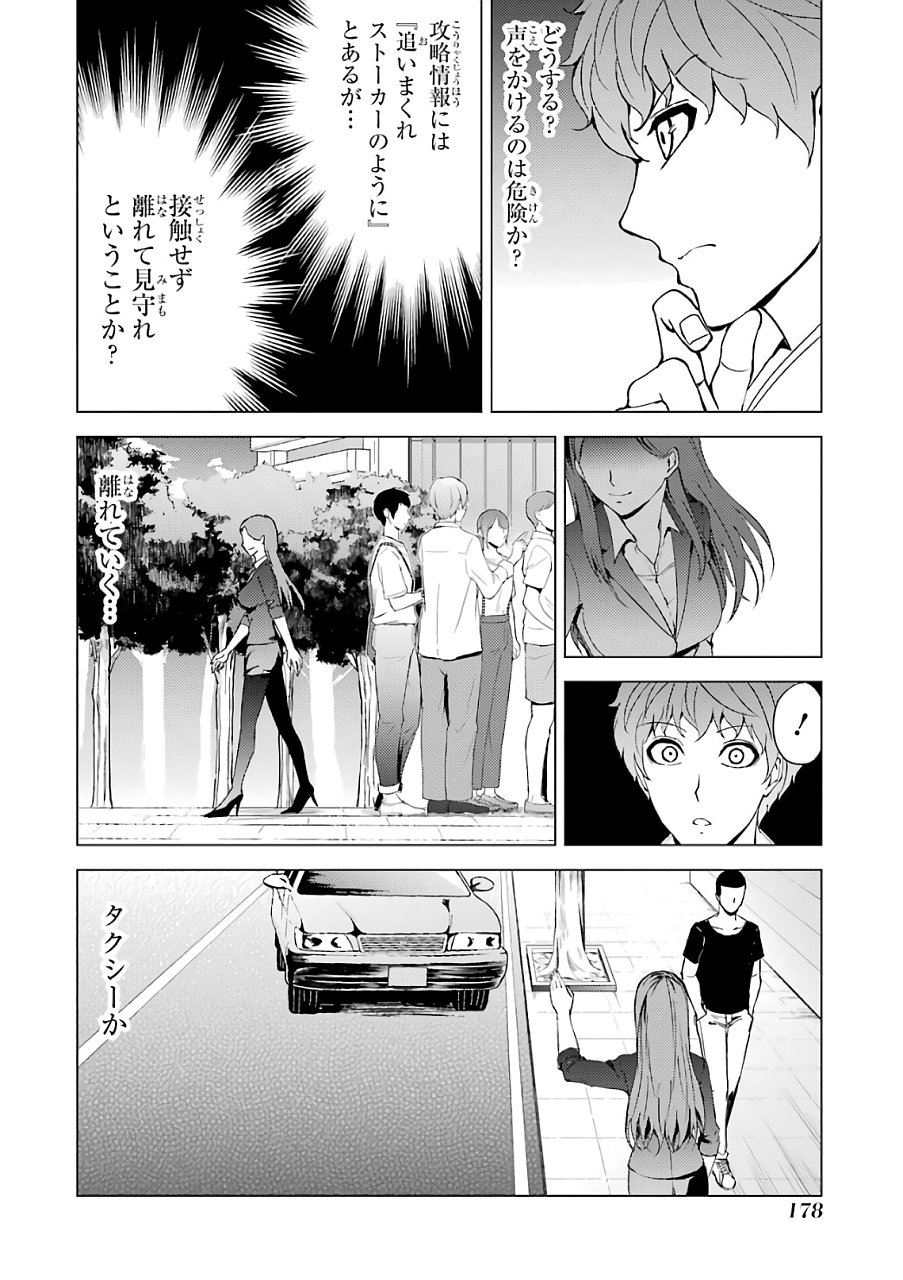 どうする？
声をかけるのは危険か？
攻略情報には
『追いまくれ
ストーカーのように』
とあるが…
接触せず
離れて見守れ
ということか？
！
離れていく…
タクシーか
178